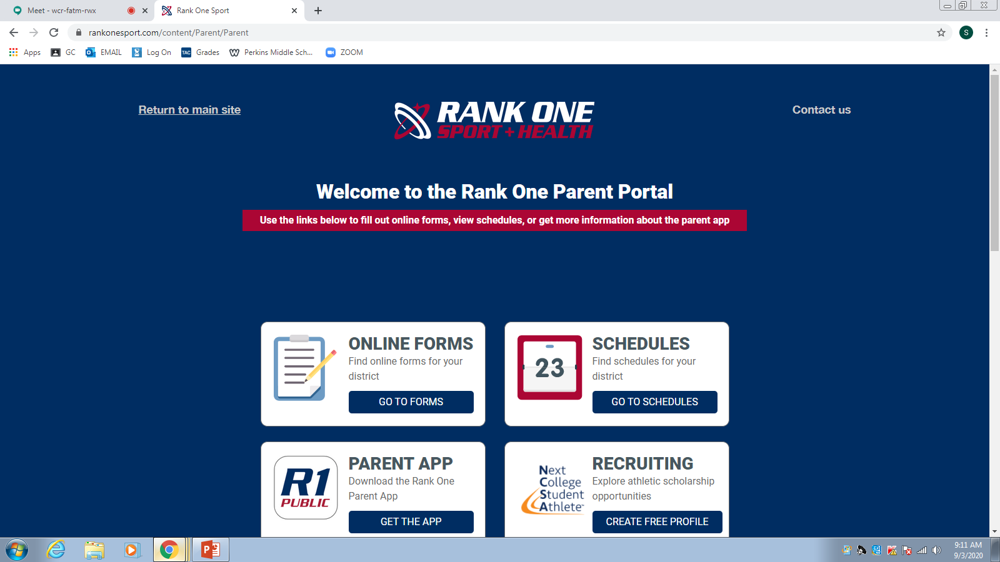 Meet - wcr-fatm-rwx
Rank One Sport
rankonesport.com/content/Parent/Parent
S
Apps GC EMAIL Log On TAC Grades Perkins Middle Sch... ZOOM
Return to main site
RANK ONE
SPORT + HEALTH
Contact us
Welcome to the Rank One Parent Portal
Use the links below to fill out online forms, view schedules, or get more information about the parent app
ONLINE FORMS
Find online forms for your
district
GO TO FORMS
23
SCHEDULES
Find schedules for your
district
GO TO SCHEDULES
R1
PUBLIC
PARENT APP
Download the Rank One
Parent App
GET THE APP
Next
College
Student
Athlete
RECRUITING
Explore athletic scholarship
opportunities
CREATE FREE PROFILE
9:11 AM
9/3/2020